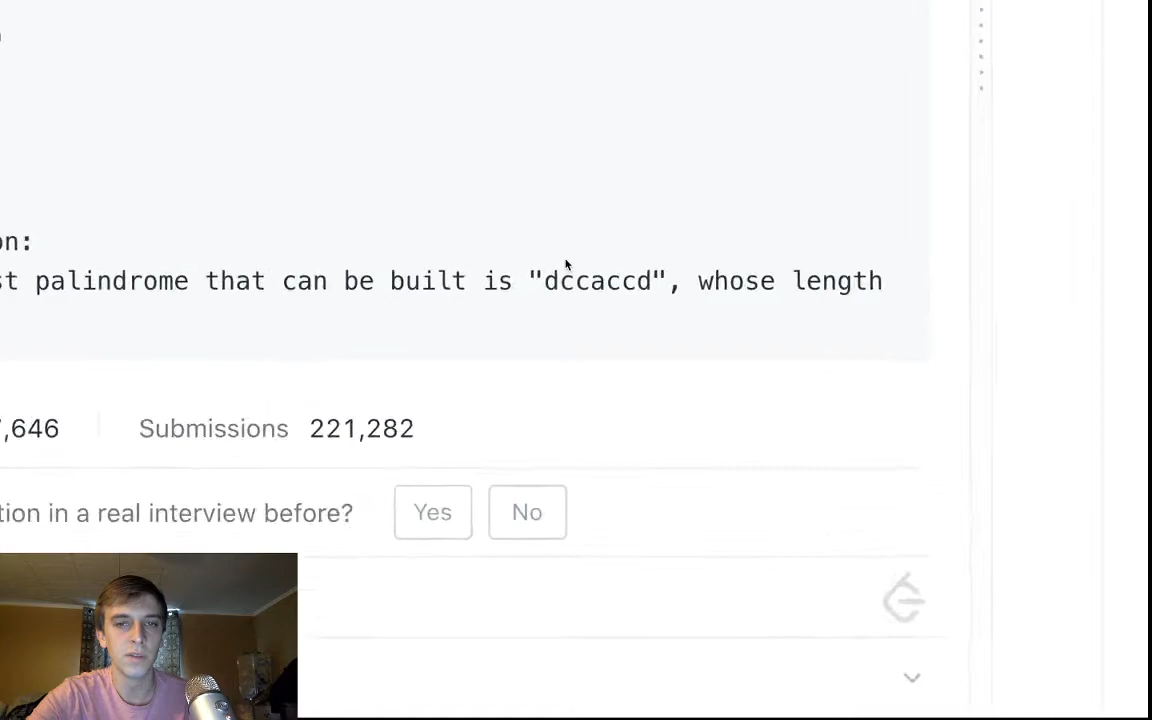 on:
st palindrome that can be built is "dccaccd", whose length
7,646 Submissions 221,282
tion in a real interview before? Yes No